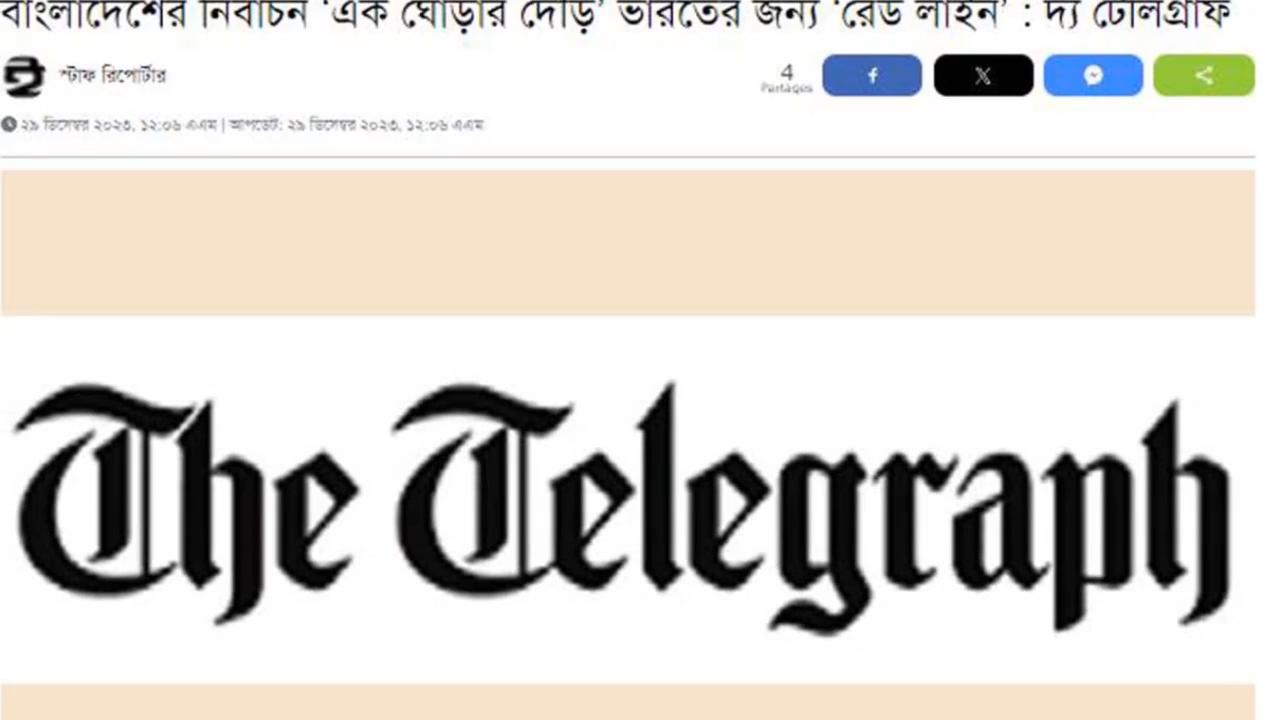 বাংলাদেশের নির্বাচন ‘এক ঘোড়ার দৌড়’ ভারতের জন্য ‘রেড লাইন’ : দ্য টেলিগ্রাফ
স্টাফ রিপোর্টার
4
Partages
২৯ ডিসেম্বর ২০২৩, ১২:০৬ এএম | আপডেট: ২৯ ডিসেম্বর ২০২৩, ১২:০৬ এএম
The Telegraph